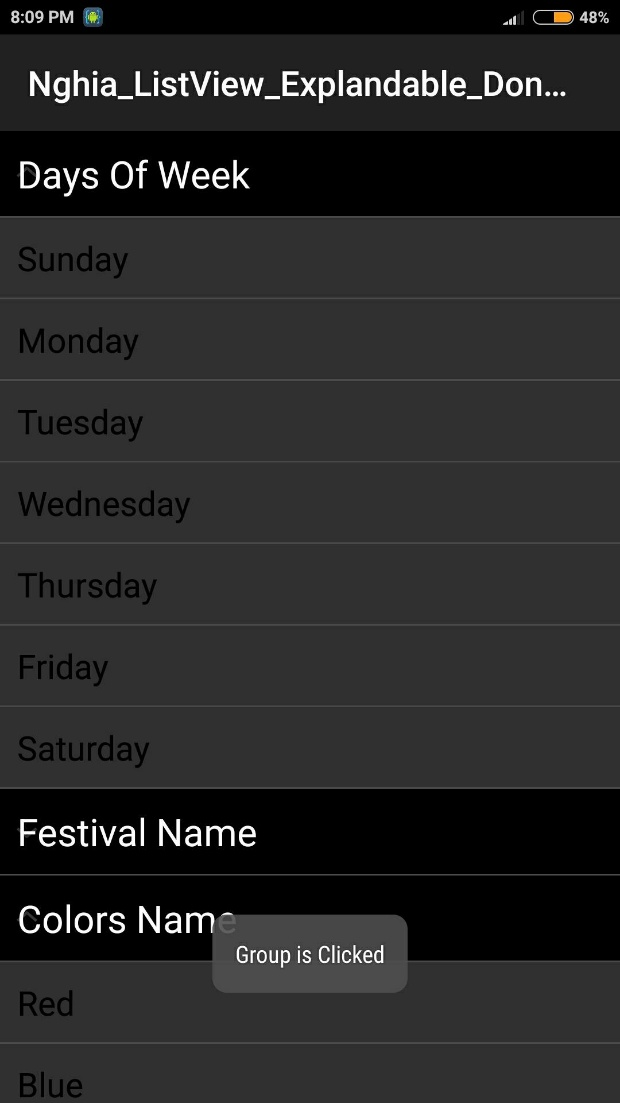 8:09 PM 48%
Nghia_ListView_Explandable_Don...
Days Of Week
Sunday
Monday
Tuesday
Wednesday
Thursday
Friday
Saturday
Festival Name
Colors Name
Group is Clicked
Red
Blue